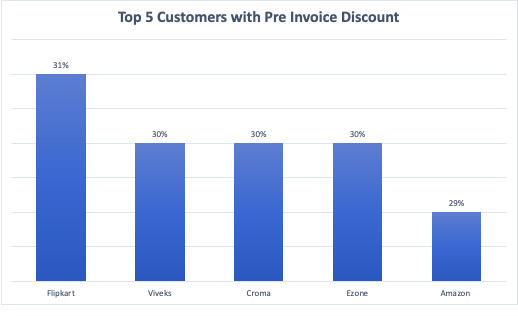 Top 5 Customers with Pre Invoice Discount
31%
30%
30%
30%
29%
Flipkart
Viveks
Croma
Ezone
Amazon